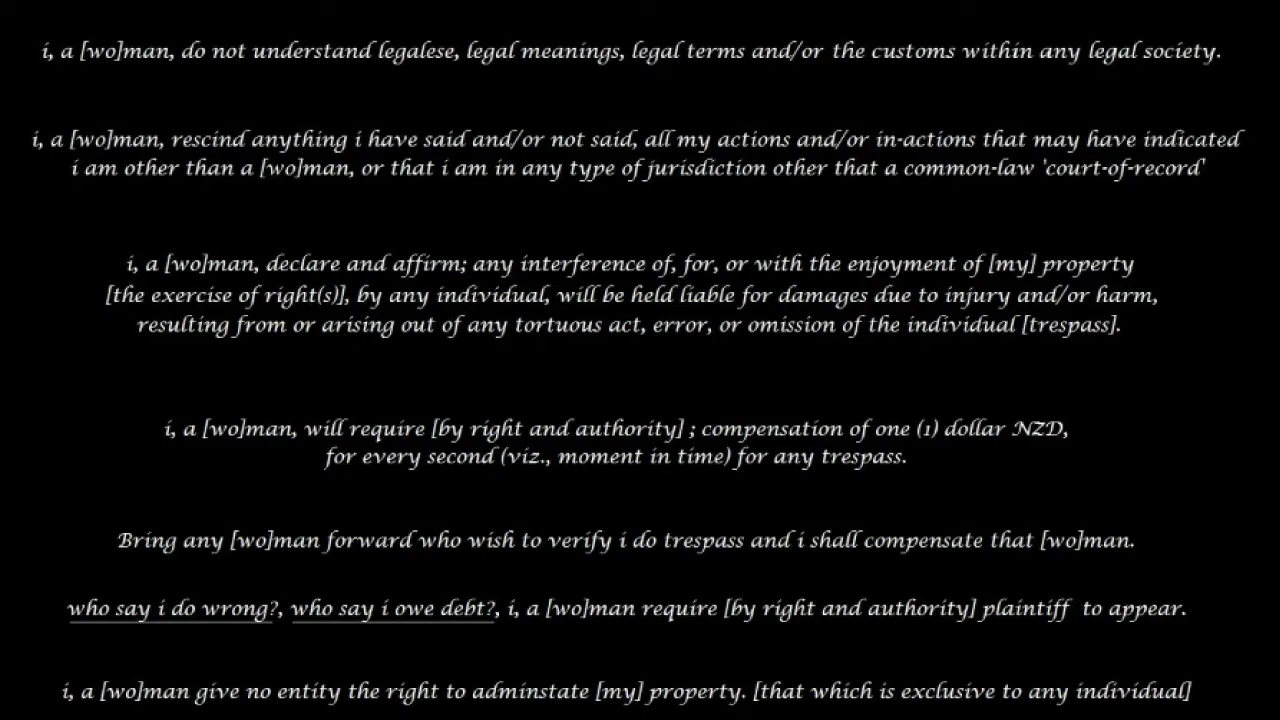 i, a [wo]man, do not understand legalese, legal meanings, legal terms and/or the customs within any legal society.
i, a [wo]man, rescind anything i have said and/or not said, all my actions and/or in-actions that may have indicated
i am other than a [wo]man, or that i am in any type of jurisdiction other that a common-law 'court-of-record'
i, a [wo]man, declare and affirm; any interference of, for, or with the enjoyment of [my] property
[the exercise of right(s)], by any individual, will be held liable for damages due to injury and/or harm,
resulting from or arising out of any tortuous act, error, or omission of the individual [trespass].
i, a [wo]man, will require [by right and authority] ; compensation of one (1) dollar NZD,
for every second (viz., moment in time) for any trespass.
Bring any [wo]man forward who wish to verify i do trespass and i shall compensate that [wo]man.
who say i do wrong?, who say i owe debt?, i, a [wo]man require [by right and authority] plaintiff to appear.
i, a [wo]man give no entity the right to adminstate [my] property. [that which is exclusive to any individual]